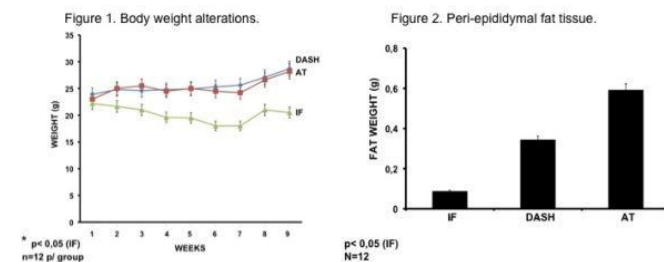 Figure 1. Body weight alterations.
35
30
25
20
15
10
5
0
WEIGHT (g)
DASH
AT
IF
1 2 3 4 5 6 7 8 9
WEEKS
* p< 0,05 (IF)
n=12 p/ group
Figure 2. Peri-epididymal fat tissue.
0,8
0,6
0,4
0,2
0
FAT WEIGHT (g)
IF DASH AT
p< 0,05 (IF)
N=12